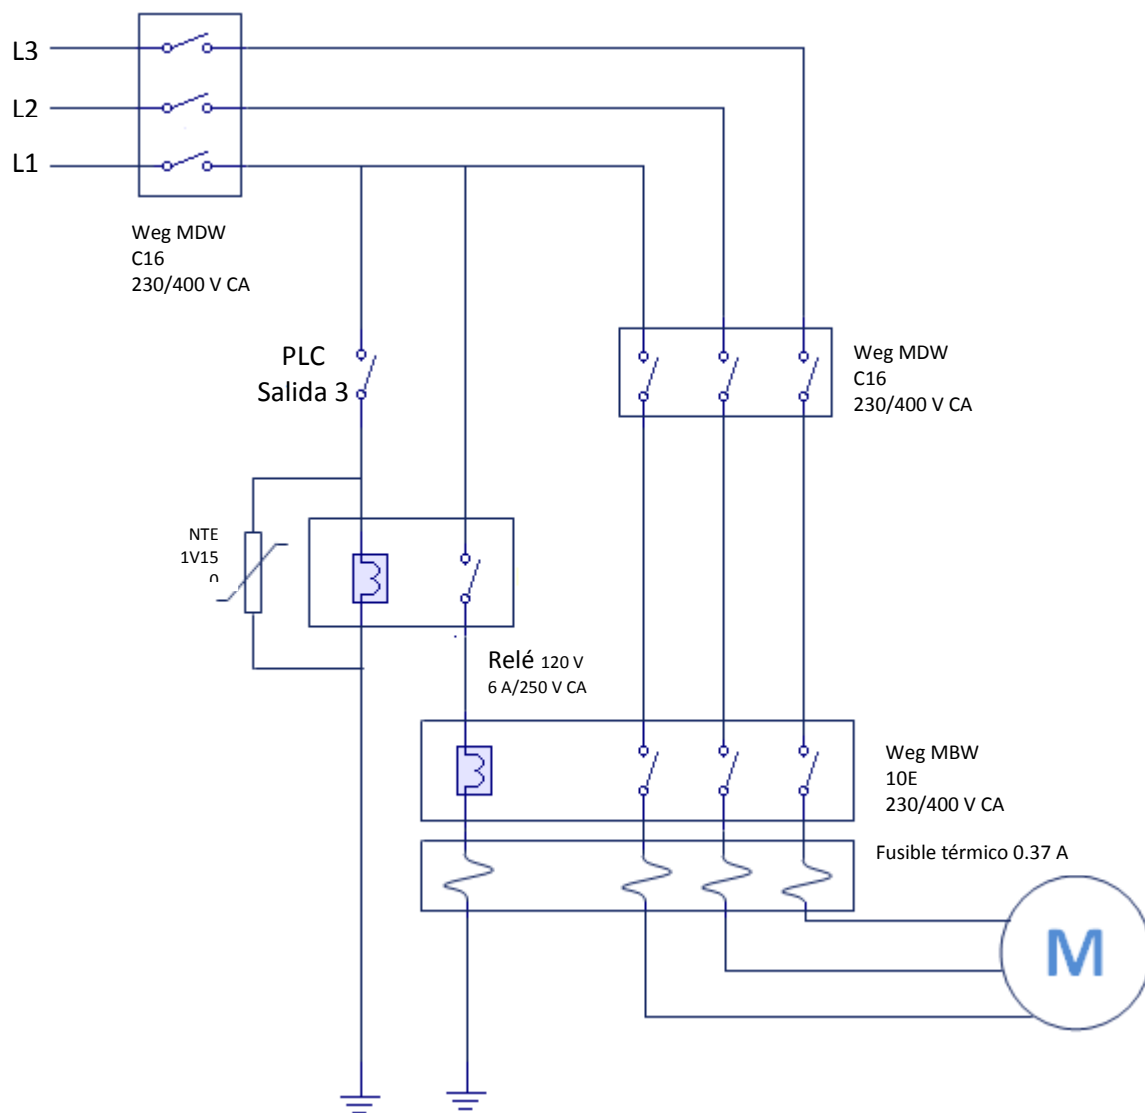 L3
L2
L1
Weg MDW
C16
230/400 V CA
PLC
Salida 3
Weg MDW
C16
230/400 V CA
NTE
1V15
0
Relé 120 V
6 A/250 V CA
Weg MBW
10E
230/400 V CA
Fusible térmico 0.37 A
M